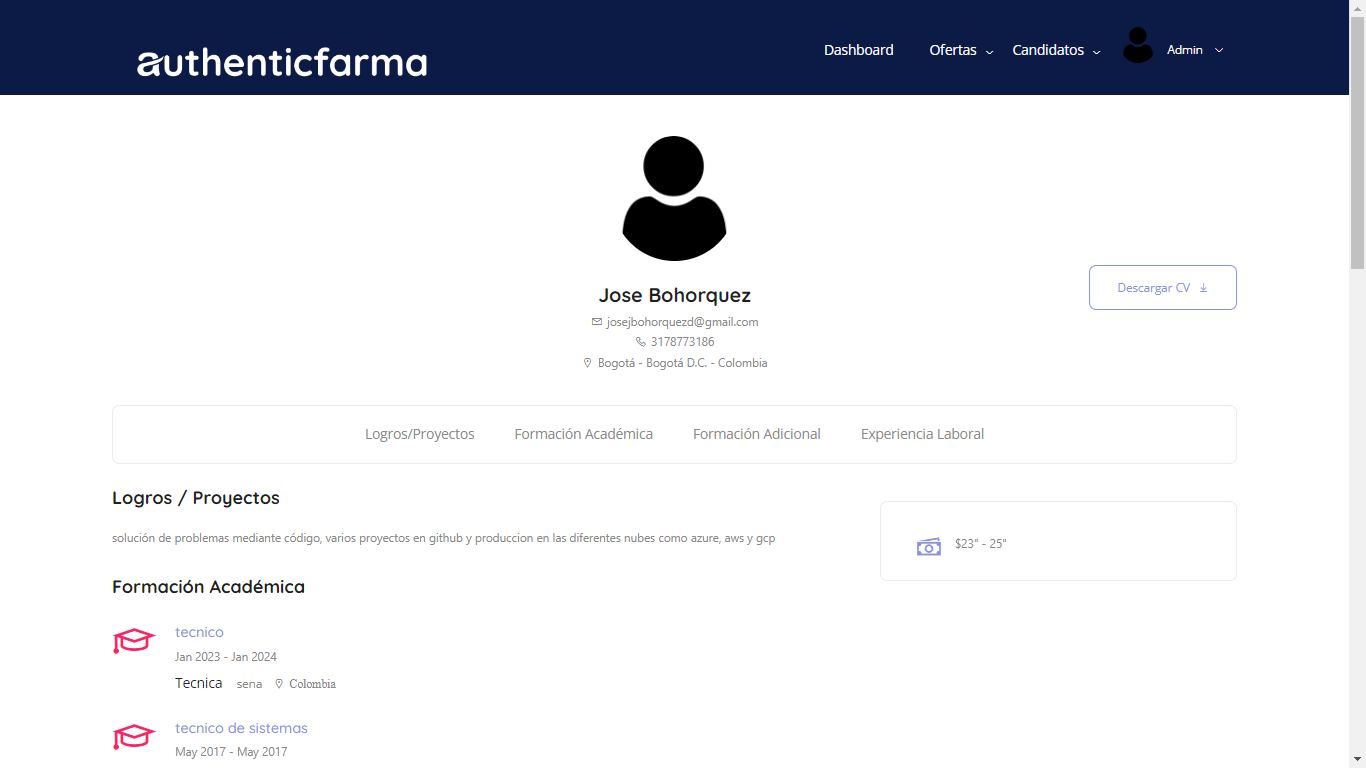 authenticfarma
Dashboard Ofertas Candidatos Admin
Jose Bohorquez
josejbohorquezd@gmail.com
3178773186
Bogotá - Bogotá D.C. - Colombia
Descargar CV
Logros/Proyectos Formación Académica Formación Adicional Experiencia Laboral
Logros / Proyectos
solución de problemas mediante código, varios proyectos en github y produccion en las diferentes nubes como azure, aws y gcp
$23" - 25"
Formación Académica
tecnico
Jan 2023 - Jan 2024
Tecnica sena Colombia
tecnico de sistemas
May 2017 - May 2017